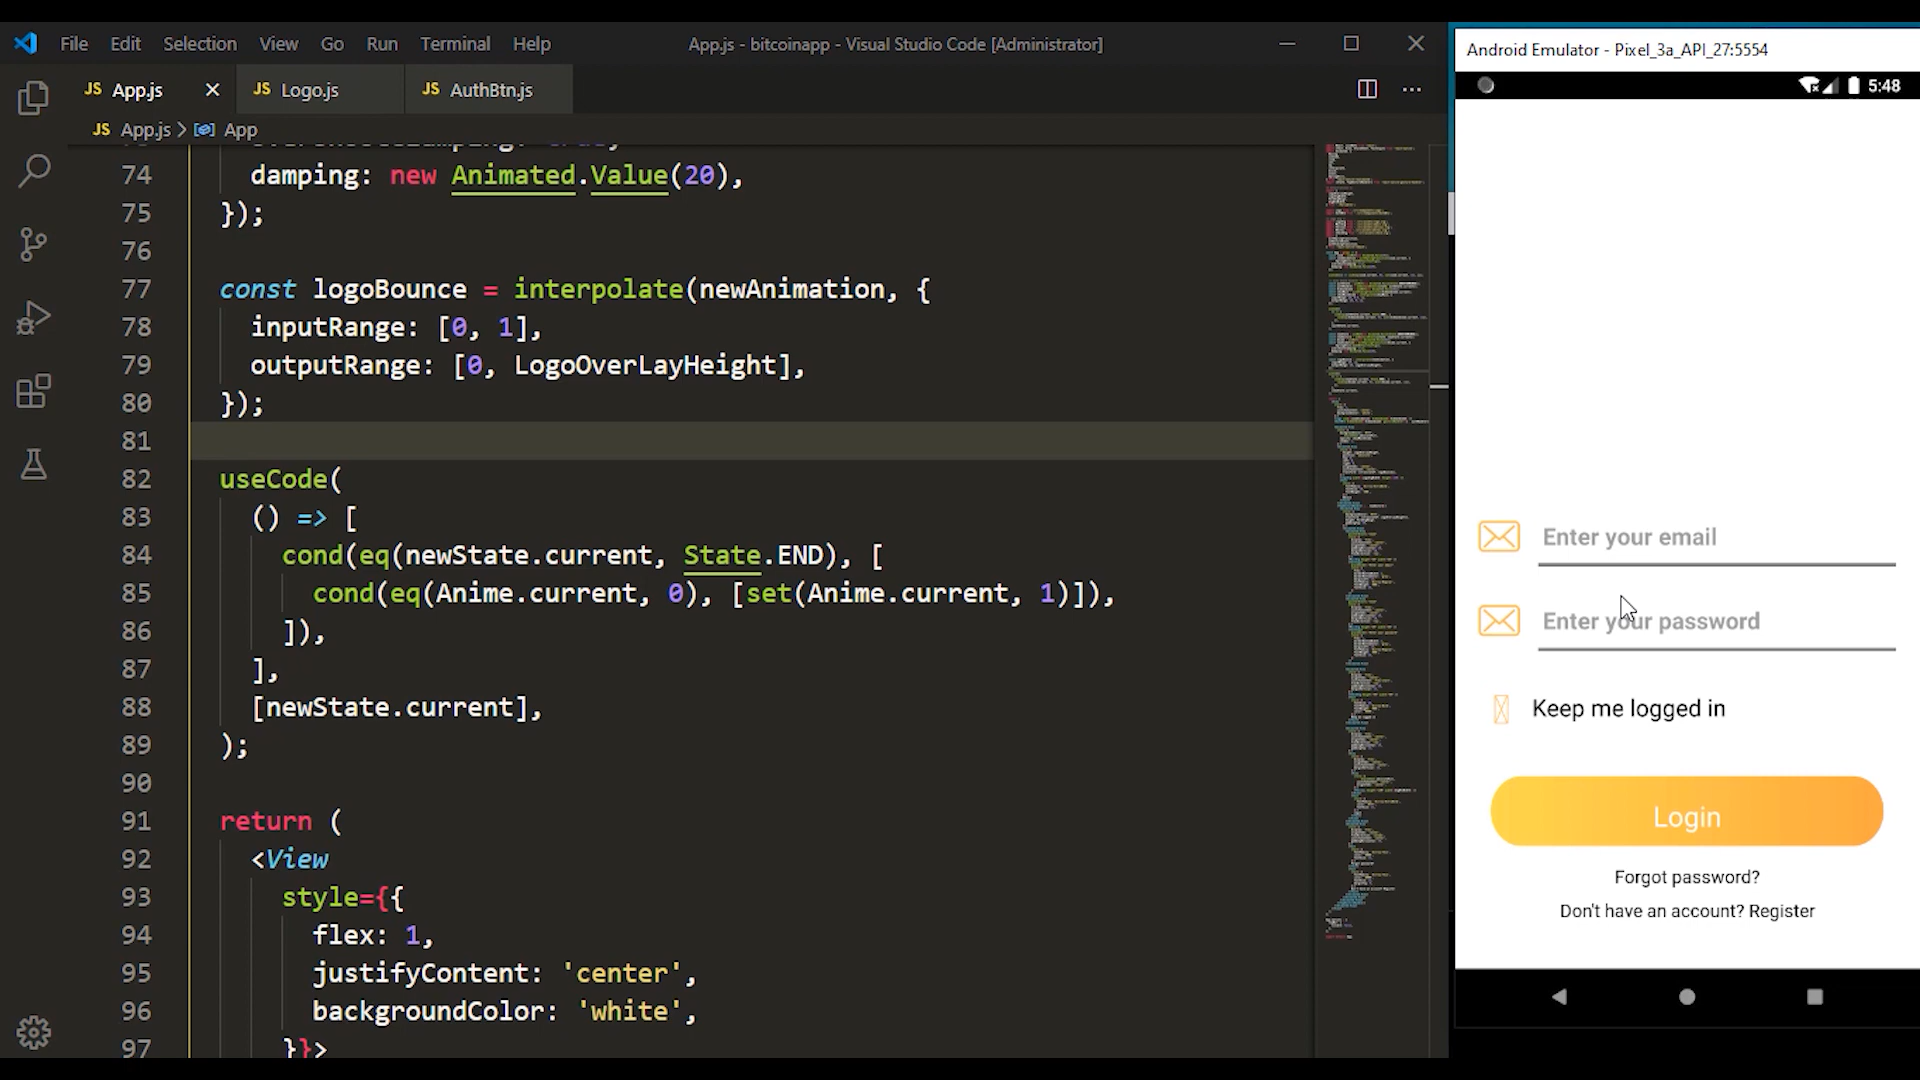 File Edit Selection View Go Run Terminal Help
App.js - bitcoinapp - Visual Studio Code [Administrator]
JS App.js
JS Logo.js
JS AuthBtn.js
JS App.js > App
74 damping: new Animated.Value(20),
75 });
76
77 const logoBounce = interpolate(newAnimation, {
78 inputRange: [0, 1],
79 outputRange: [0, LogoOverLayHeight],
80 });
81
82 useCode(
83 () => [
84 cond(eq(newState.current, State.END), [
85 cond(eq(Anime.current, 0), [set(Anime.current, 1)]),
86 ]),
87 ],
88 [newState.current],
89 );
90
91 return (
92 <View
93 style={{
94 flex: 1,
95 justifyContent: 'center',
96 backgroundColor: 'white',
97 }}>
Android Emulator - Pixel_3a_API_27:5554
5:48
Enter your email
Enter your password
Keep me logged in
Login
Forgot password?
Don't have an account? Register